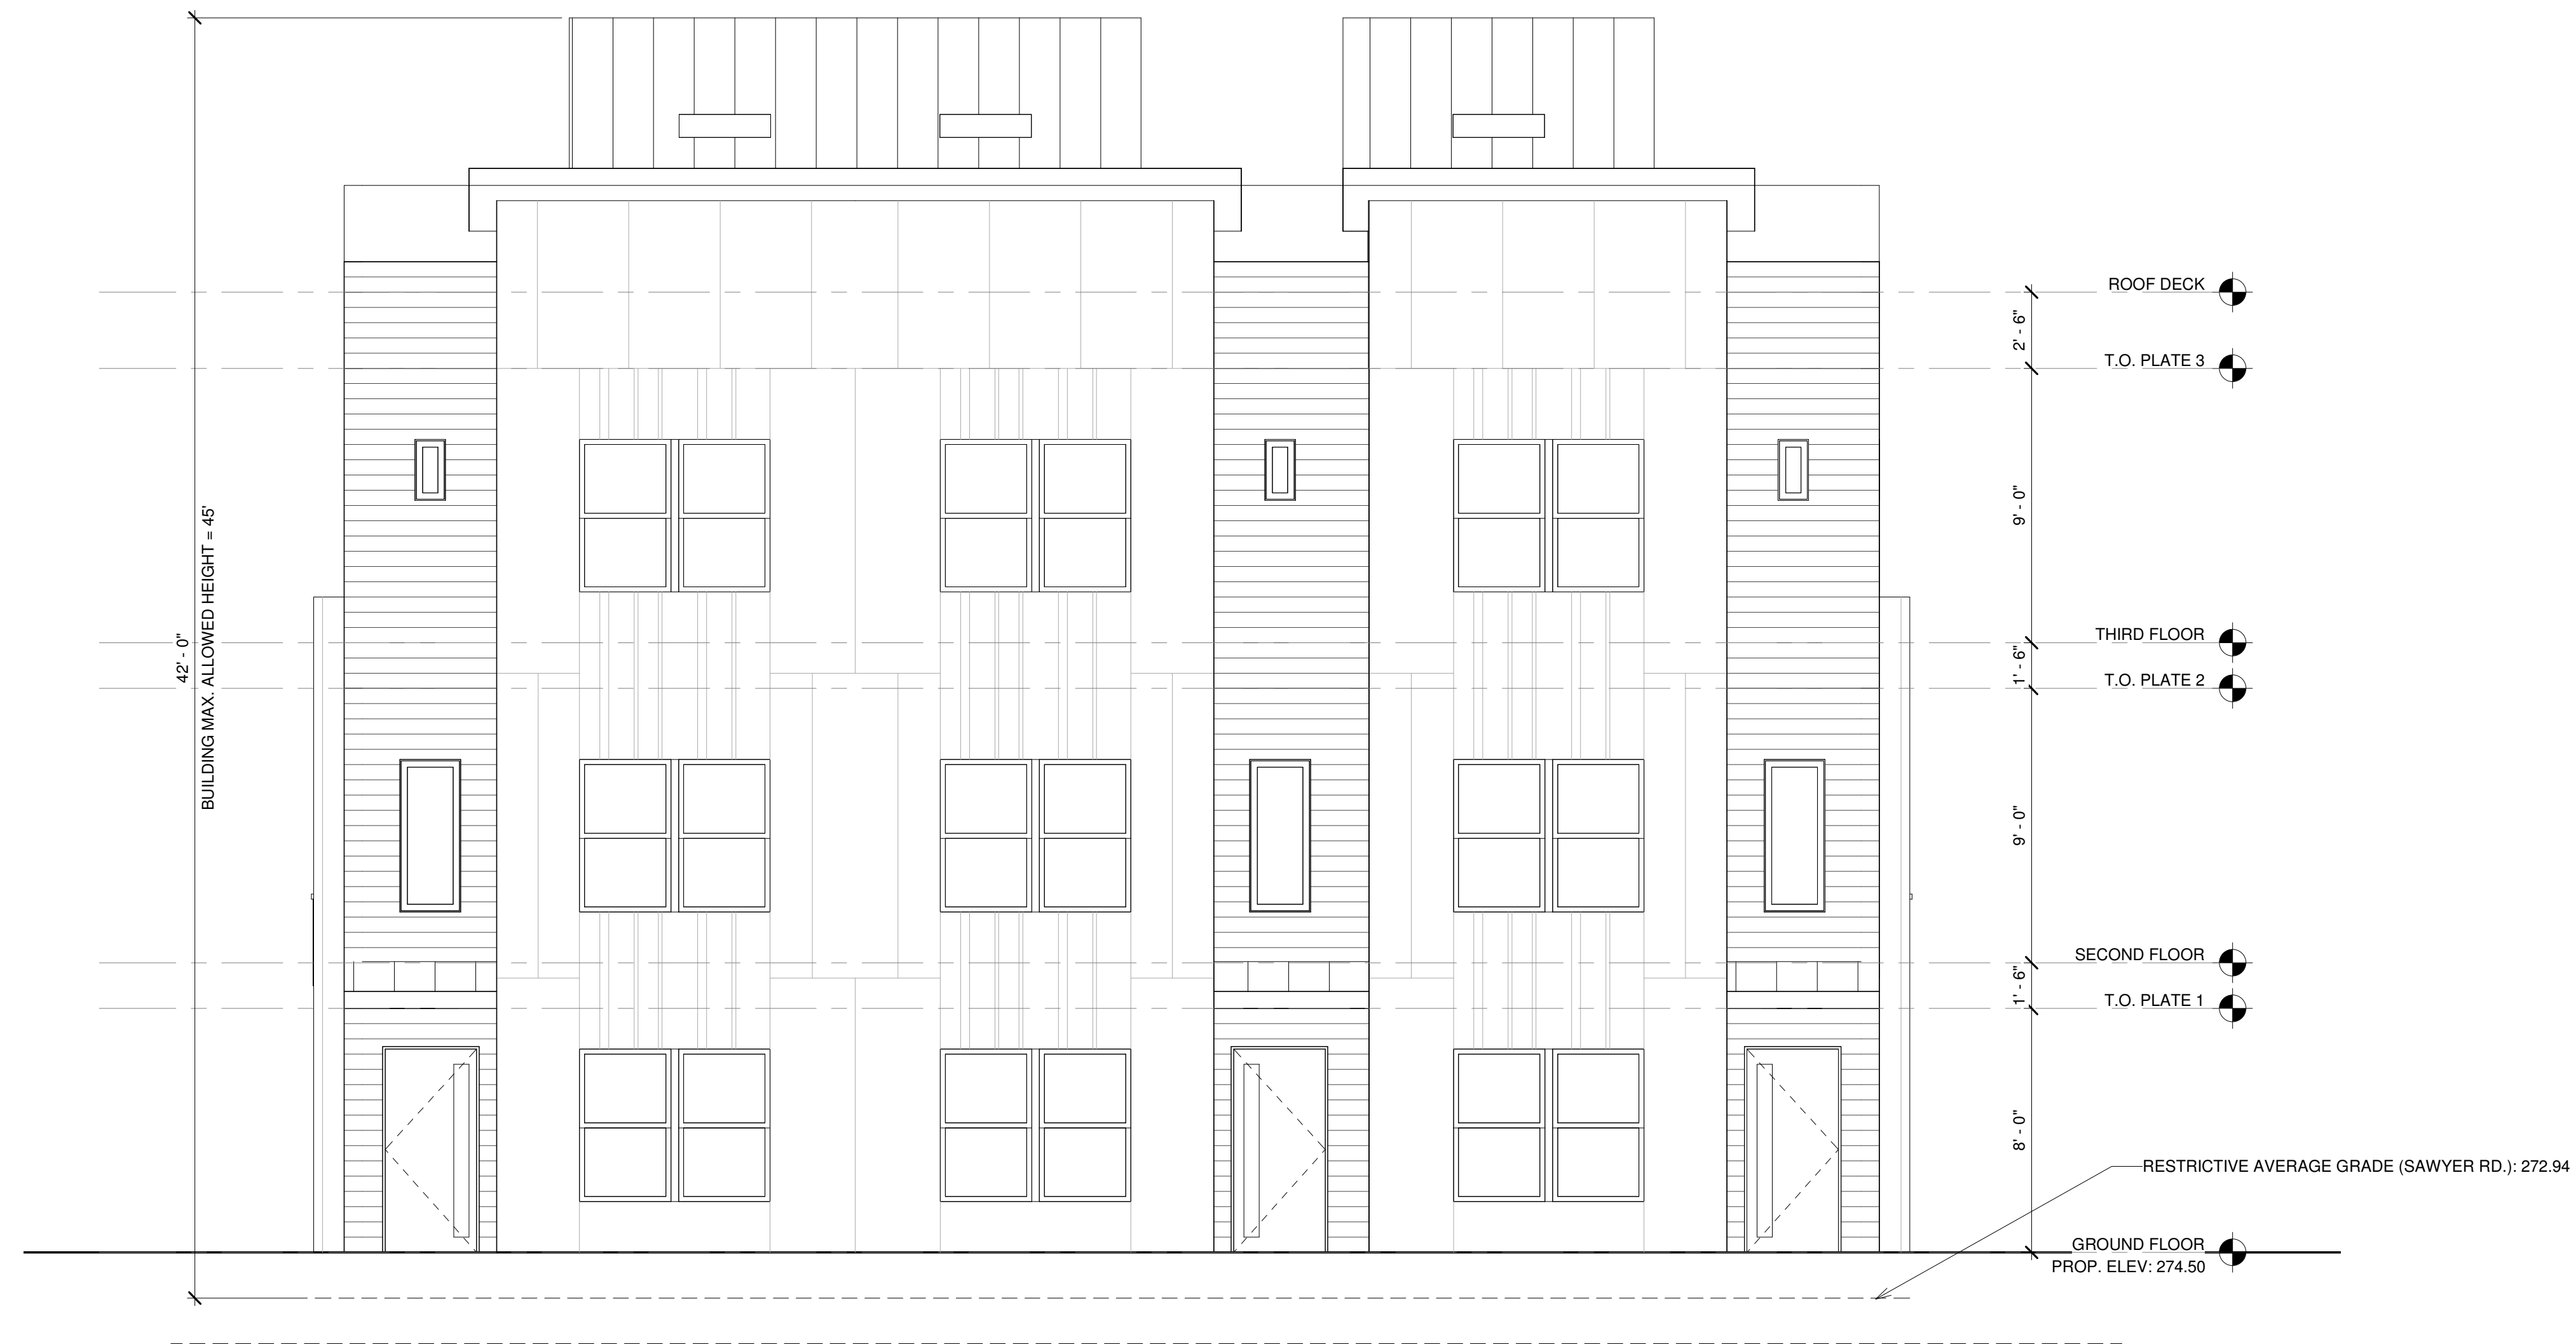 ROOF DECK
2' - 6"
T.O. PLATE 3
9' - 0"
BUILDING MAX. ALLOWED HEIGHT = 45'
42' - 0"
THIRD FLOOR
1' - 6"
T.O. PLATE 2
9' - 0"
SECOND FLOOR
1' - 6"
T.O. PLATE 1
8' - 0"
RESTRICTIVE AVERAGE GRADE (SAWYER RD.): 272.94
GROUND FLOOR
PROP. ELEV: 274.50